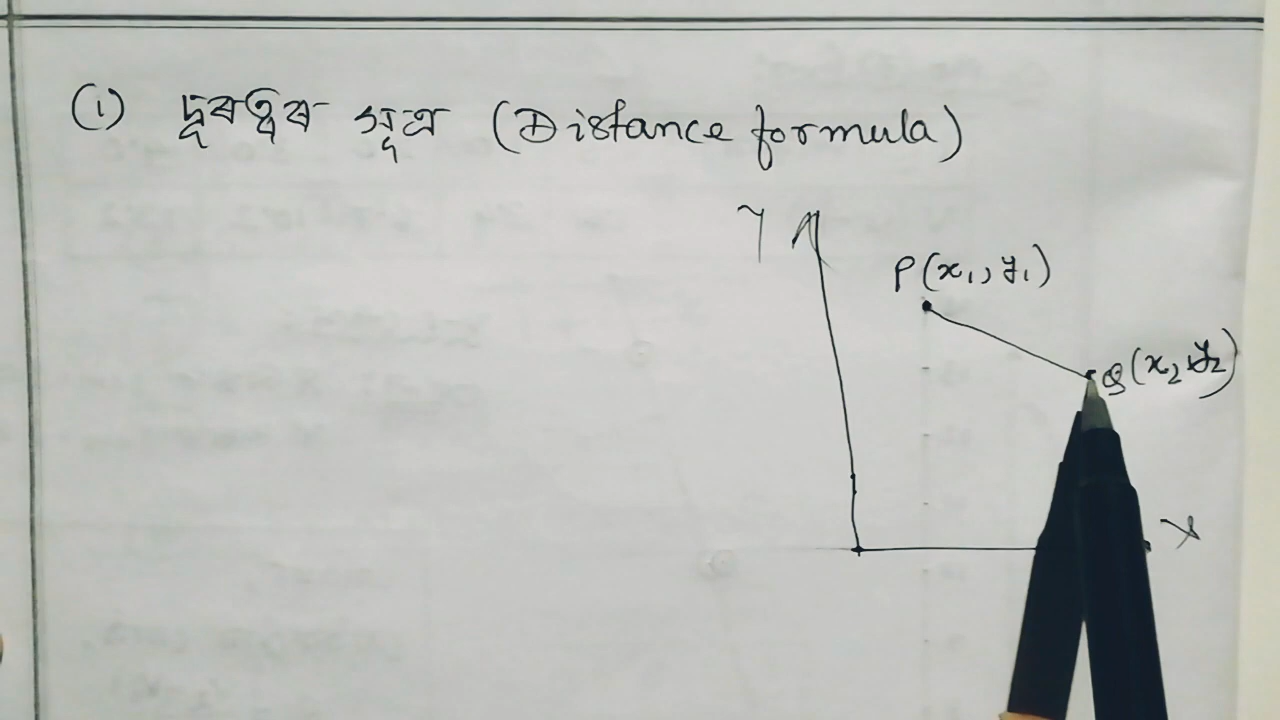 (1) দূৰত্বৰ সূত্ৰ (Distance formula)
Y
P(x₁, y₁)
Q(x₂, y₂)
X